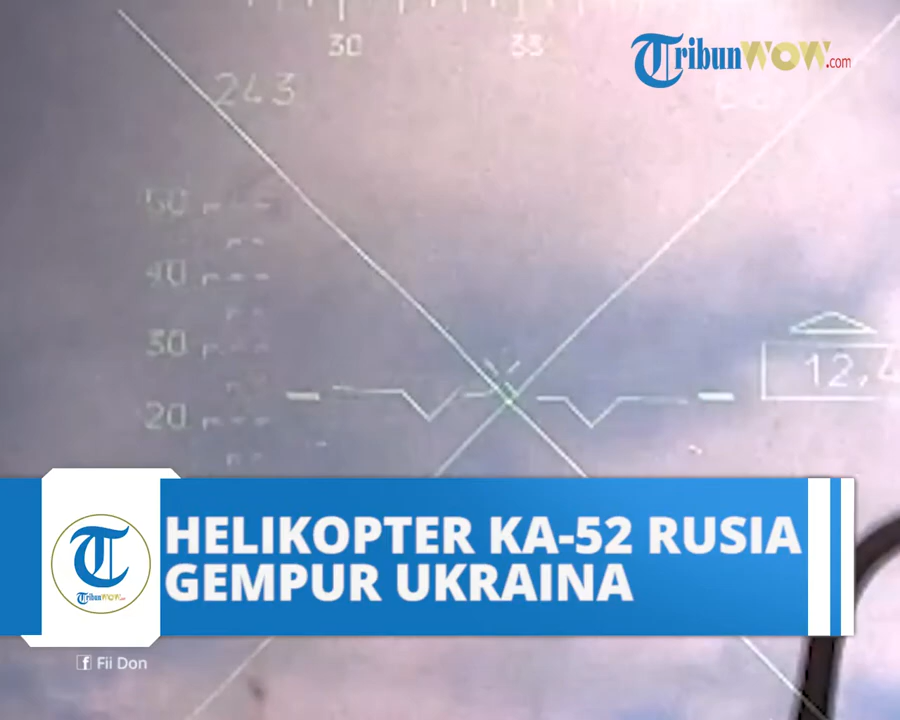 30
33
TribunWOW.com
243
50
40
30
20
12,4
HELIKOPTER KA-52 RUSIA
GEMPUR UKRAINA
TribunWOW.com
Fii Don